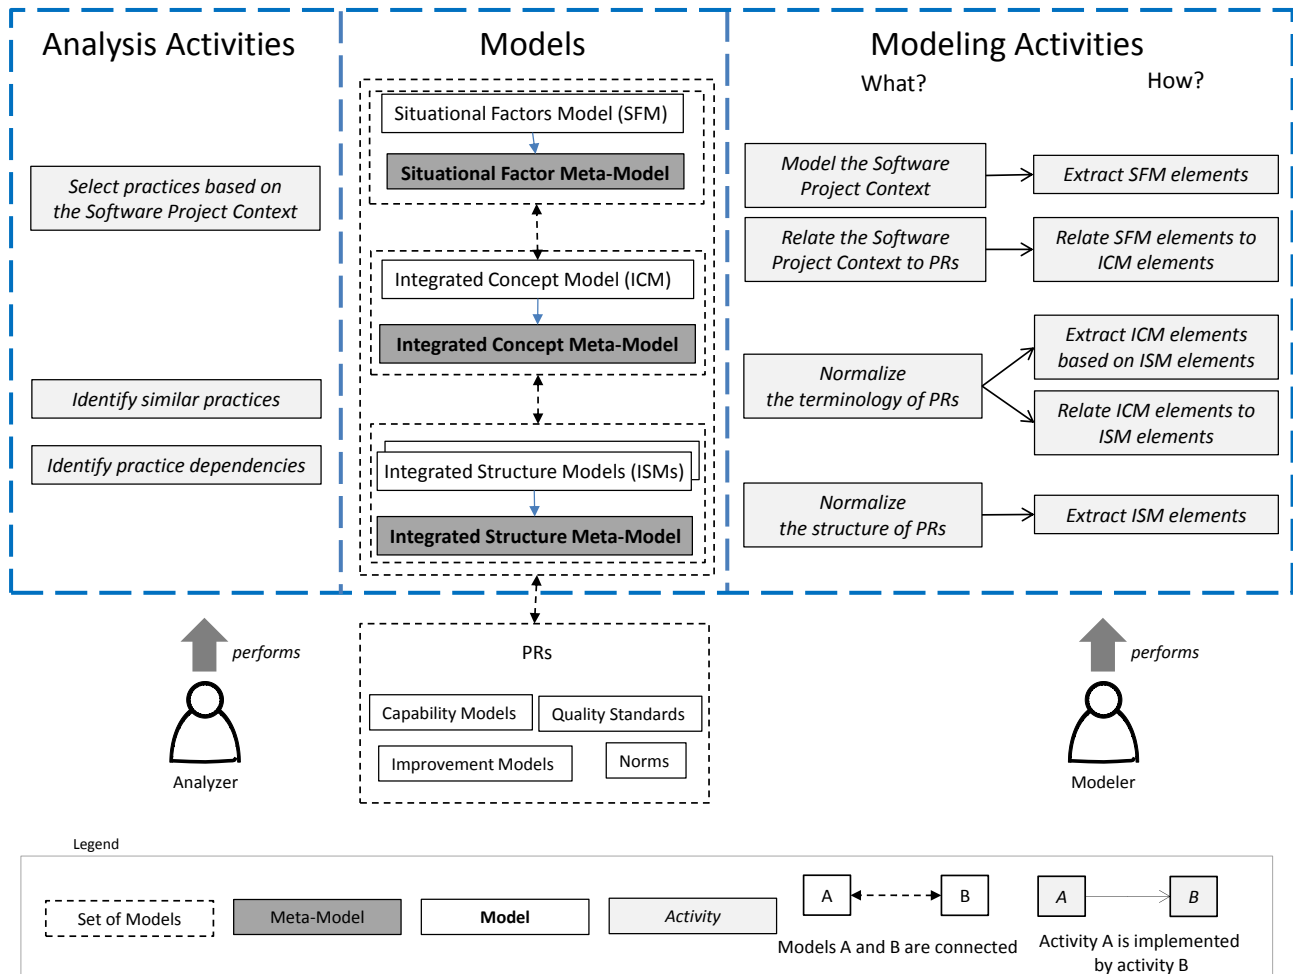 Analysis Activities
Select practices based on
the Software Project Context
Identify similar practices
Identify practice dependencies
Models
Situational Factors Model (SFM)
Situational Factor Meta-Model
Integrated Concept Model (ICM)
Integrated Concept Meta-Model
Integrated Structure Models (ISMs)
Integrated Structure Meta-Model
Modeling Activities
What?
How?
Model the Software
Project Context
Extract SFM elements
Relate the Software
Project Context to PRs
Relate SFM elements to
ICM elements
Normalize
the terminology of PRs
Extract ICM elements
based on ISM elements
Relate ICM elements to
ISM elements
Normalize
the structure of PRs
Extract ISM elements
performs
Analyzer
PRs
Capability Models
Quality Standards
Improvement Models
Norms
performs
Modeler
Legend
Set of Models
Meta-Model
Model
Activity
A
B
Models A and B are connected
A
B
Activity A is implemented
by activity B